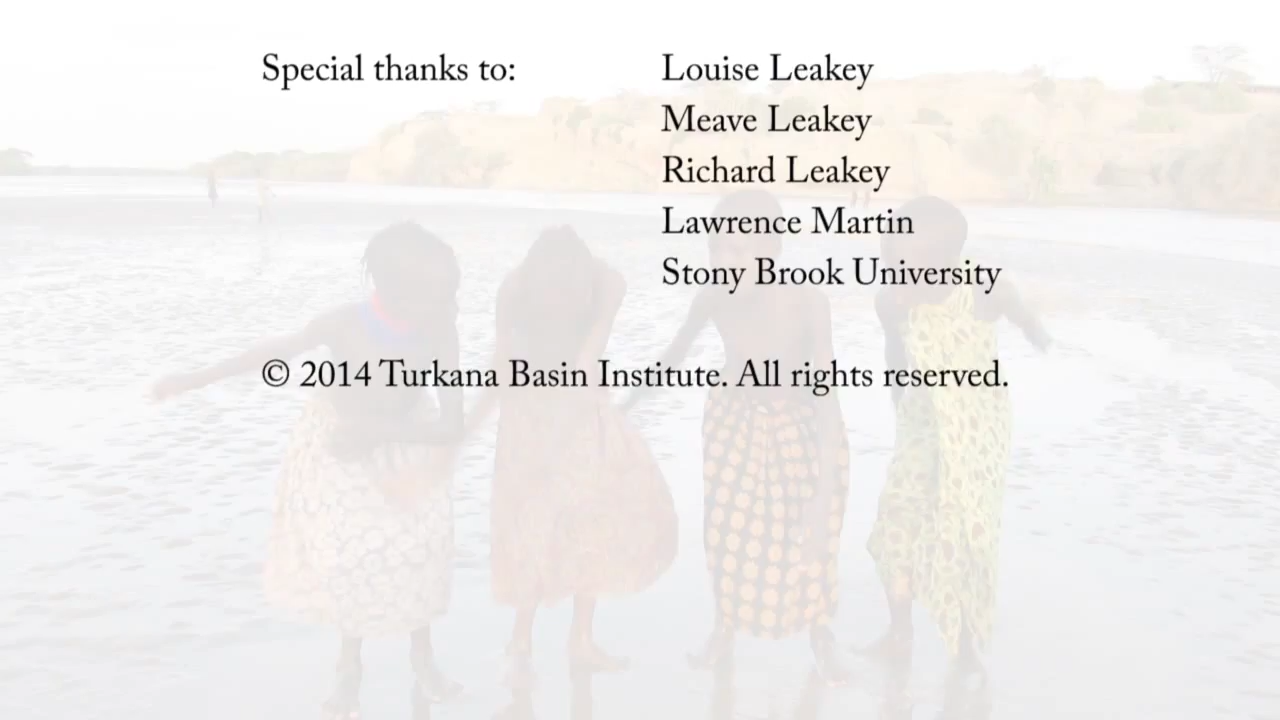 Special thanks to: Louise Leakey
Meave Leakey
Richard Leakey
Lawrence Martin
Stony Brook University
© 2014 Turkana Basin Institute. All rights reserved.